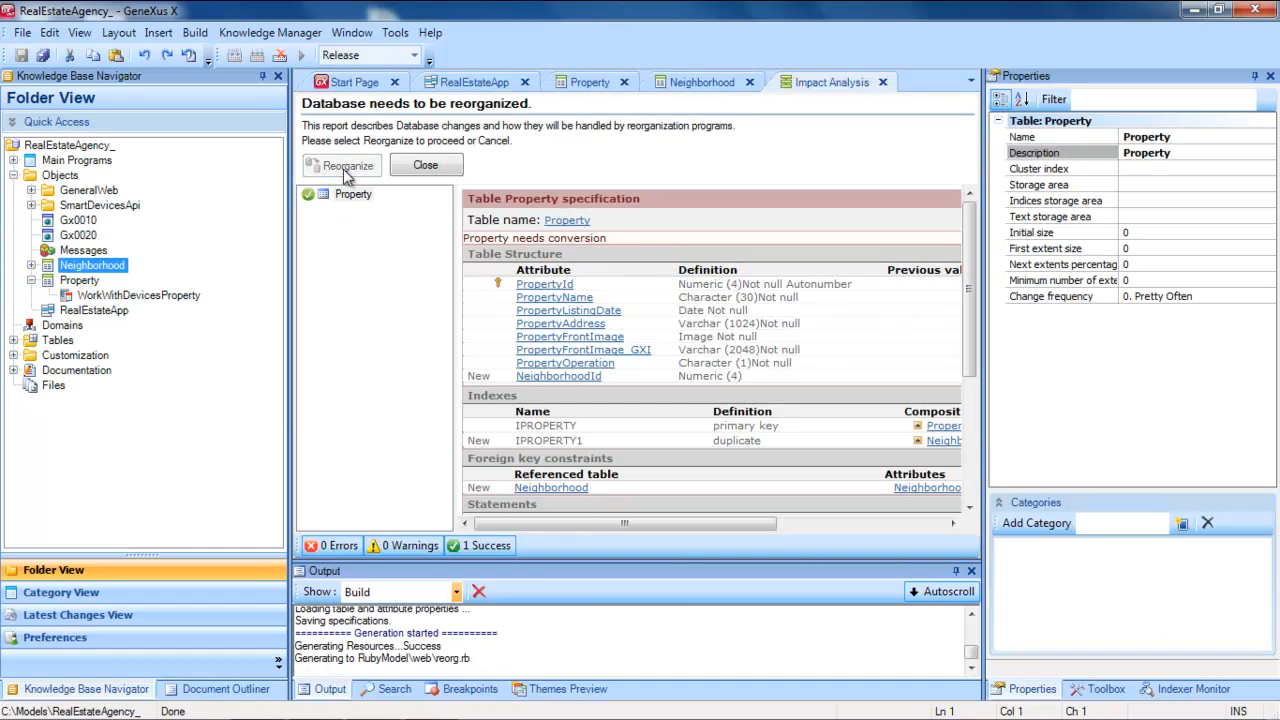 RealEstateAgency_ - GeneXus X
File Edit View Layout Insert Build Knowledge Manager Window Tools Help
Release
Knowledge Base Navigator
Folder View
Quick Access
RealEstateAgency_
Main Programs
Objects
GeneralWeb
SmartDevicesApi
Gx0010
Gx0020
Messages
Neighborhood
Property
WorkWithDevicesProperty
RealEstateApp
Domains
Tables
Customization
Documentation
Files
Folder View
Category View
Latest Changes View
Preferences
Knowledge Base Navigator Document Outliner
Start Page RealEstateApp Property Neighborhood Impact Analysis
Database needs to be reorganized.
This report describes Database changes and how they will be handled by reorganization programs.
Please select Reorganize to proceed or Cancel.
Reorganize Close
Property
Table Property specification
Table name: Property
Property needs conversion
Table Structure
Attribute Definition Previous val
PropertyId Numeric (4)Not null Autonumber
PropertyName Character (30)Not null
PropertyListingDate Date Not null
PropertyAddress Varchar (1024)Not null
PropertyFrontImage Image Not null
PropertyFrontImage_GXI Varchar (2048)Not null
PropertyOperation Character (1)Not null
New NeighborhoodId Numeric (4)
Indexes
Name Definition Composit
IPROPERTY primary key Proper
New IPROPERTY1 duplicate Neighb
Foreign key constraints
Referenced table Attributes
New Neighborhood Neighborhoo
Statements
0 Errors 0 Warnings 1 Success
Output
Show : Build Autoscroll
Loading table and attribute properties ...
Saving specifications.
========== Generation started ==========
Generating Resources...Success
Generating to RubyModel\web\reorg.rb
Output Search Breakpoints Themes Preview
Properties
Filter
Table: Property
Name Property
Description Property
Cluster index
Storage area
Indices storage area
Text storage area
Initial size 0
First extent size 0
Next extents percentag 0
Minimum number of exte 0
Change frequency 0. Pretty Often
Categories
Add Category
Properties Toolbox Indexer Monitor
C:\Models\RealEstateAgency_ Done Ln 1 Col 1 Ch 1 INS